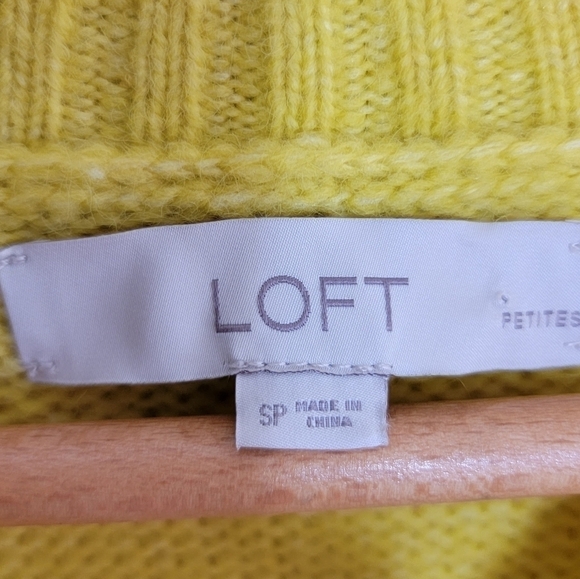 LOFT
PETITES
SP MADE IN
CHINA